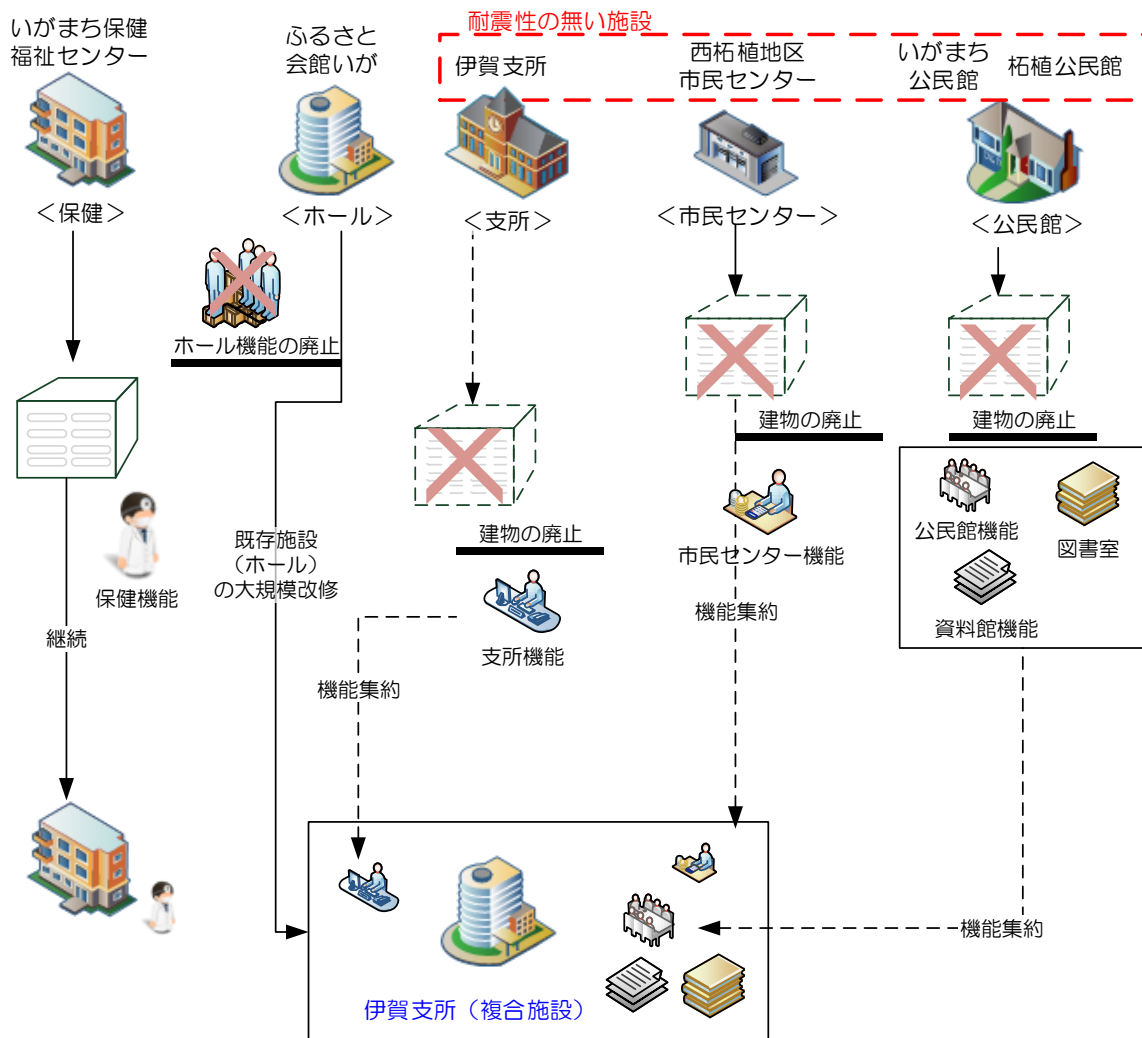 耐震性の無い施設
いがまち保健
福祉センター
ふるさと
会館いが
伊賀支所
西柘植地区
市民センター
いがまち
公民館
柘植公民館
＜保健＞
＜ホール＞
＜支所＞
＜市民センター＞
＜公民館＞
ホール機能の廃止
建物の廃止
建物の廃止
建物の廃止
保健機能
既存施設
（ホール）
の大規模改修
支所機能
市民センター機能
公民館機能
図書室
資料館機能
継続
機能集約
機能集約
機能集約
伊賀支所（複合施設）